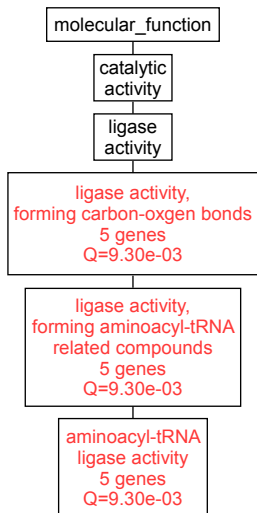 molecular_function
catalytic
activity
ligase
activity
ligase activity,
forming carbon-oxgen bonds
5 genes
Q=9.30e-03
ligase activity,
forming aminoacyl-tRNA
related compounds
5 genes
Q=9.30e-03
aminoacyl-tRNA
ligase activity
5 genes
Q=9.30e-03